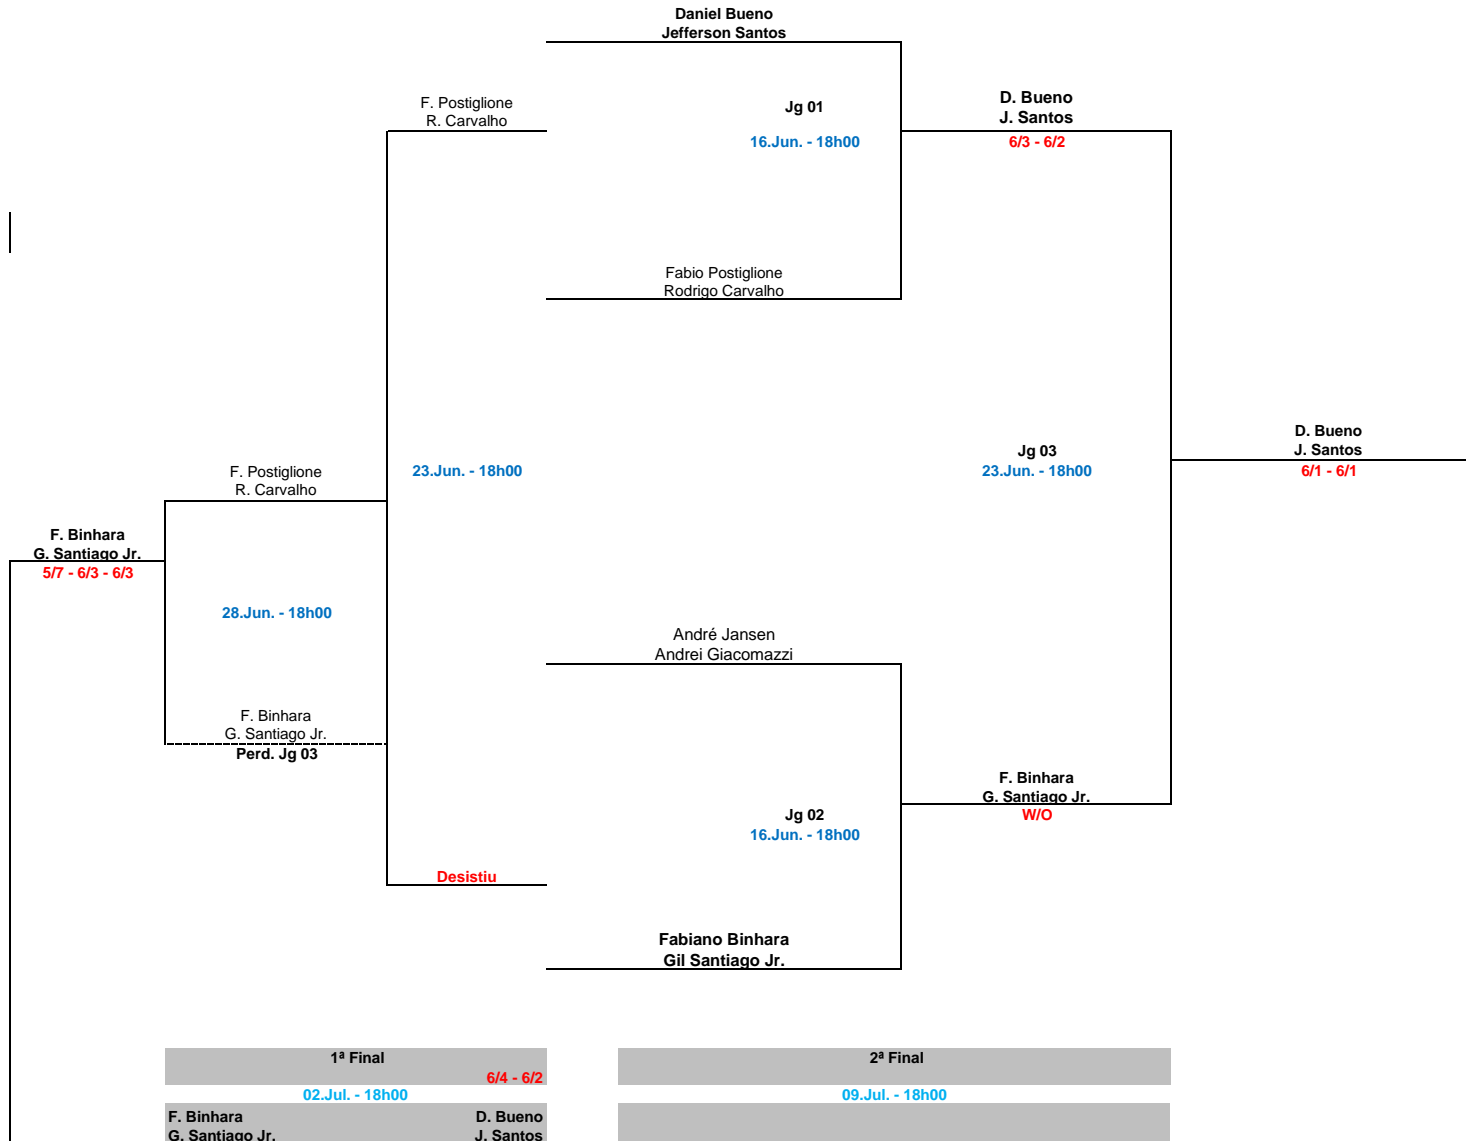 Daniel Bueno
Jefferson Santos
F. Postiglione
R. Carvalho
Jg 01
16.Jun. - 18h00
D. Bueno
J. Santos
6/3 - 6/2
Fabio Postiglione
Rodrigo Carvalho
F. Postiglione
R. Carvalho
23.Jun. - 18h00
Jg 03
23.Jun. - 18h00
D. Bueno
J. Santos
6/1 - 6/1
F. Binhara
G. Santiago Jr.
5/7 - 6/3 - 6/3
28.Jun. - 18h00
André Jansen
Andrei Giacomazzi
F. Binhara
G. Santiago Jr.
Perd. Jg 03
Jg 02
16.Jun. - 18h00
F. Binhara
G. Santiago Jr.
W/O
Desistiu
Fabiano Binhara
Gil Santiago Jr.
1ª Final
6/4 - 6/2
02.Jul. - 18h00
F. Binhara
G. Santiago Jr.
D. Bueno
J. Santos
2ª Final
09.Jul. - 18h00